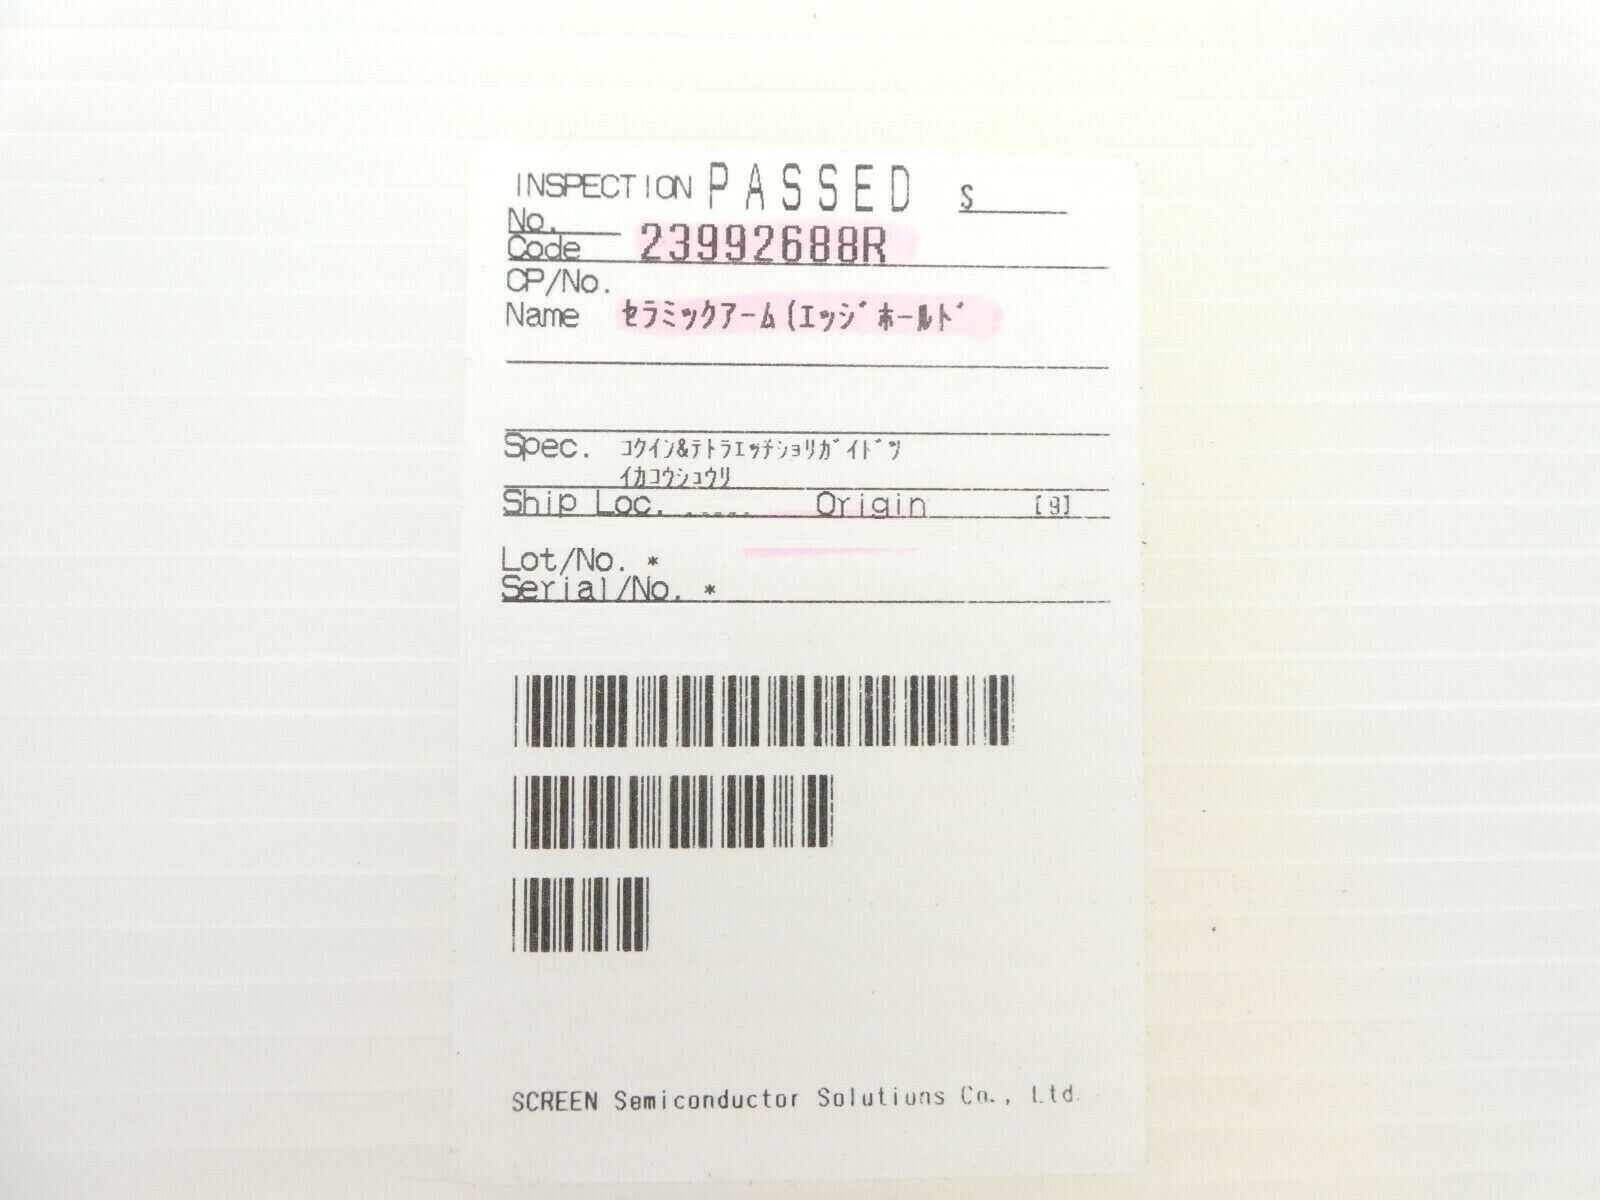 INSPECTION PASSED S
No.
Code 23992688R
CP/No.
Name ｾﾗﾐｯｸｱｰﾑ(ｴｯｼﾞﾎｰﾙﾄﾞ
Spec. ｺｸｲﾝ&ﾃﾄﾗｴｯﾁｼｮﾘｶﾞｲﾄﾞﾂ
ｲｶｺｳｼｮｳﾘ
Ship Loc. ..... Origin [9]
Lot/No. *
Serial/No. *
SCREEN Semiconductor Solutions Co., Ltd.